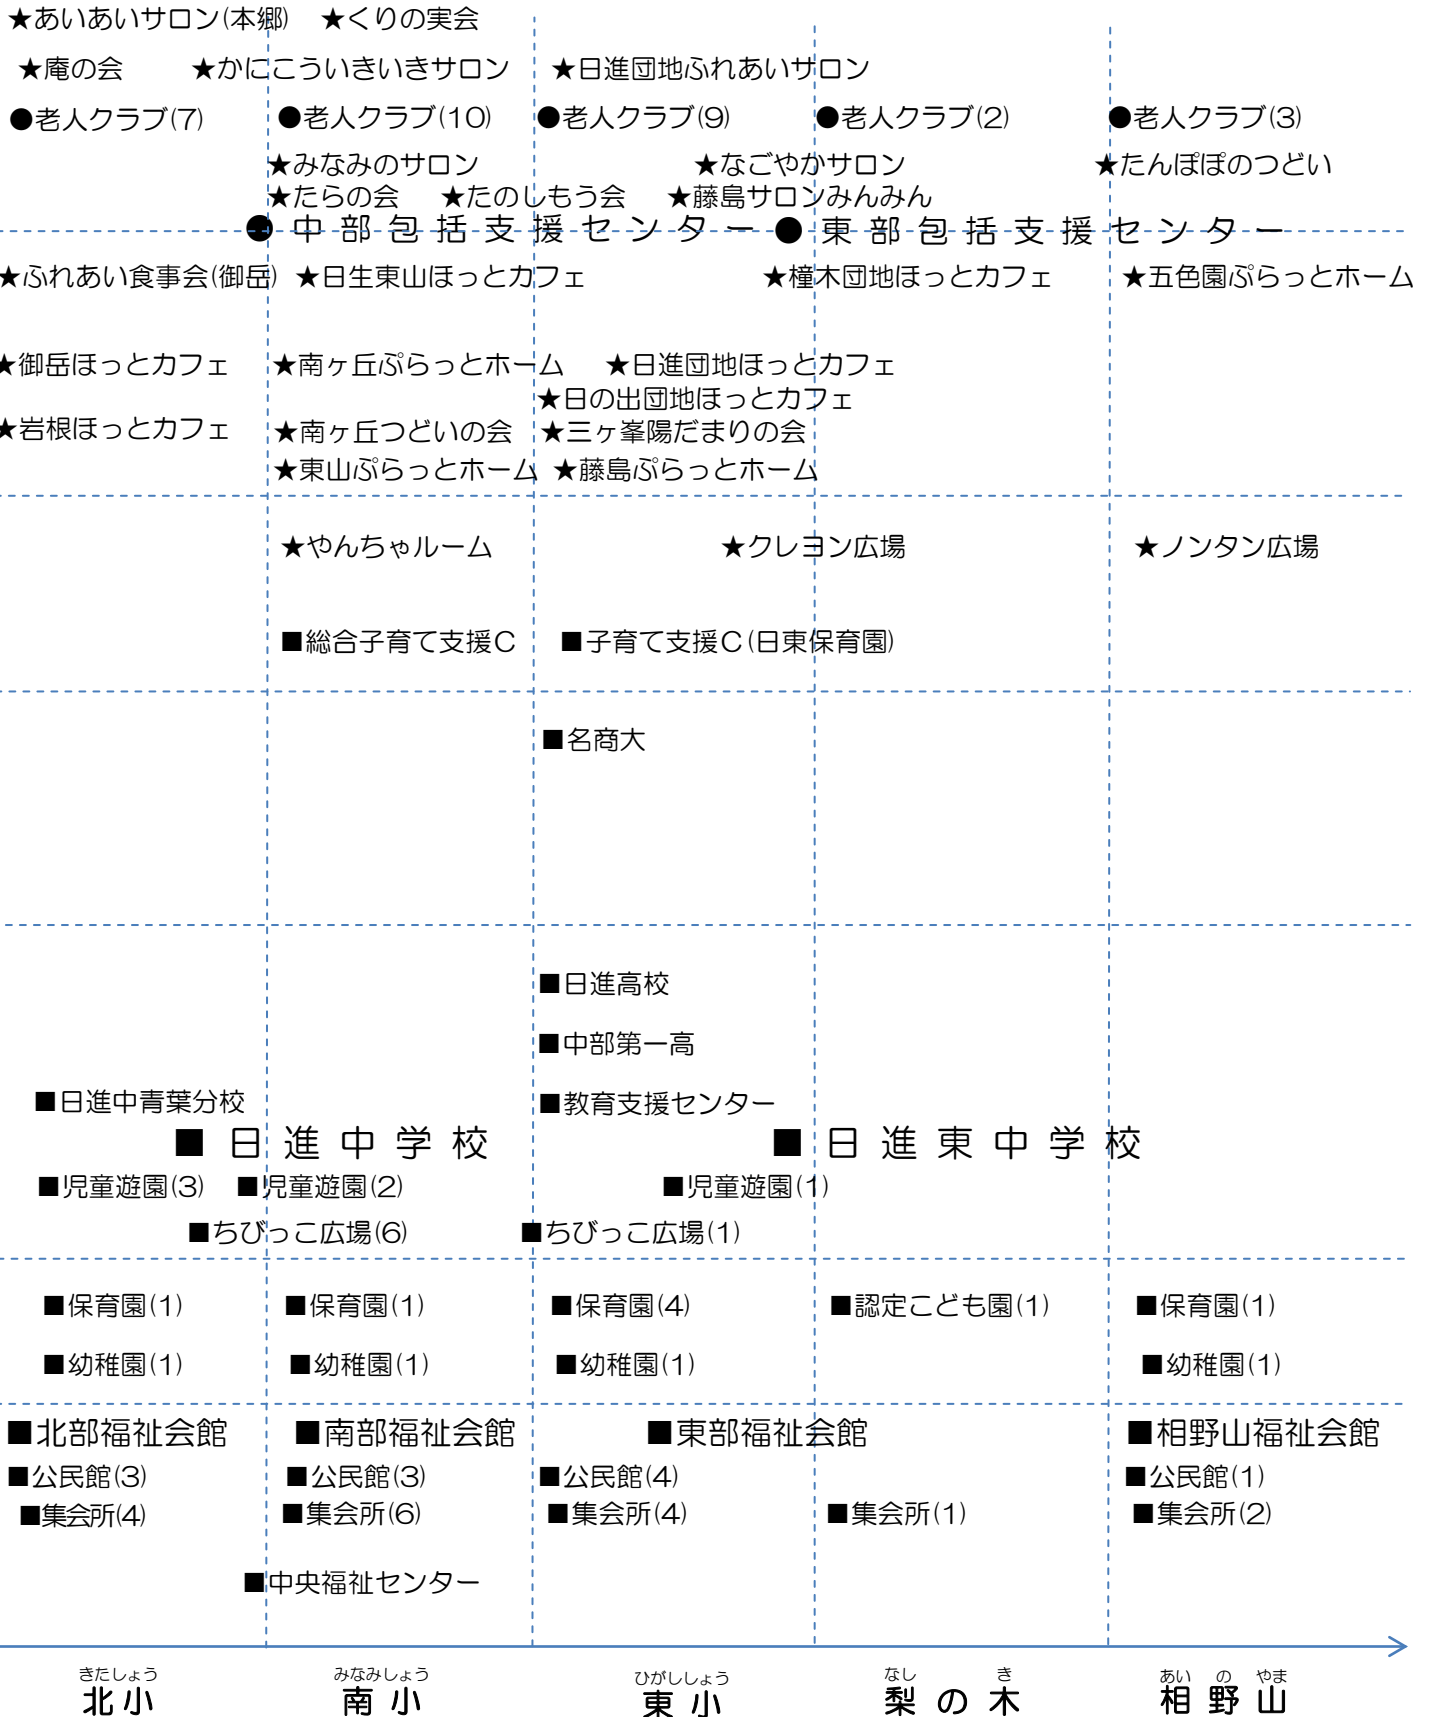 ★あいあいサロン(本郷) ★くりの実会
★庵の会 ★かにこういきいきサロン ★日進団地ふれあいサロン
●老人クラブ(7) ●老人クラブ(10) ●老人クラブ(9) ●老人クラブ(2) ●老人クラブ(3)
★みなみのサロン ★なごやかサロン ★たんぽぽのつどい
★たらの会 ★たのしもう会 ★藤島サロンみんみん
●中部包括支援センター ●東部包括支援センター
★ふれあい食事会(御岳) ★日生東山ほっとカフェ ★橦木団地ほっとカフェ ★五色園ぷらっとホーム
★御岳ほっとカフェ ★南ヶ丘ぷらっとホーム ★日進団地ほっとカフェ
★日の出団地ほっとカフェ
★岩根ほっとカフェ ★南ヶ丘つどいの会 ★三ヶ峯陽だまりの会
★東山ぷらっとホーム ★藤島ぷらっとホーム
★やんちゃルーム ★クレヨン広場 ★ノンタン広場
■総合子育て支援C ■子育て支援C(日東保育園)
■名商大
■日進高校
■中部第一高
■日進中青葉分校 ■教育支援センター
■日進中学校 ■日進東中学校
■児童遊園(3) ■児童遊園(2) ■児童遊園(1)
■ちびっこ広場(6) ■ちびっこ広場(1)
■保育園(1) ■保育園(1) ■保育園(4) ■認定こども園(1) ■保育園(1)
■幼稚園(1) ■幼稚園(1) ■幼稚園(1) ■幼稚園(1)
■北部福祉会館 ■南部福祉会館 ■東部福祉会館 ■相野山福祉会館
■公民館(3) ■公民館(3) ■公民館(4) ■公民館(1)
■集会所(4) ■集会所(6) ■集会所(4) ■集会所(1) ■集会所(2)
■中央福祉センター
きたしょう みなみしょう ひがししょう なし き あい の やま
北小 南小 東小 梨の木 相野山